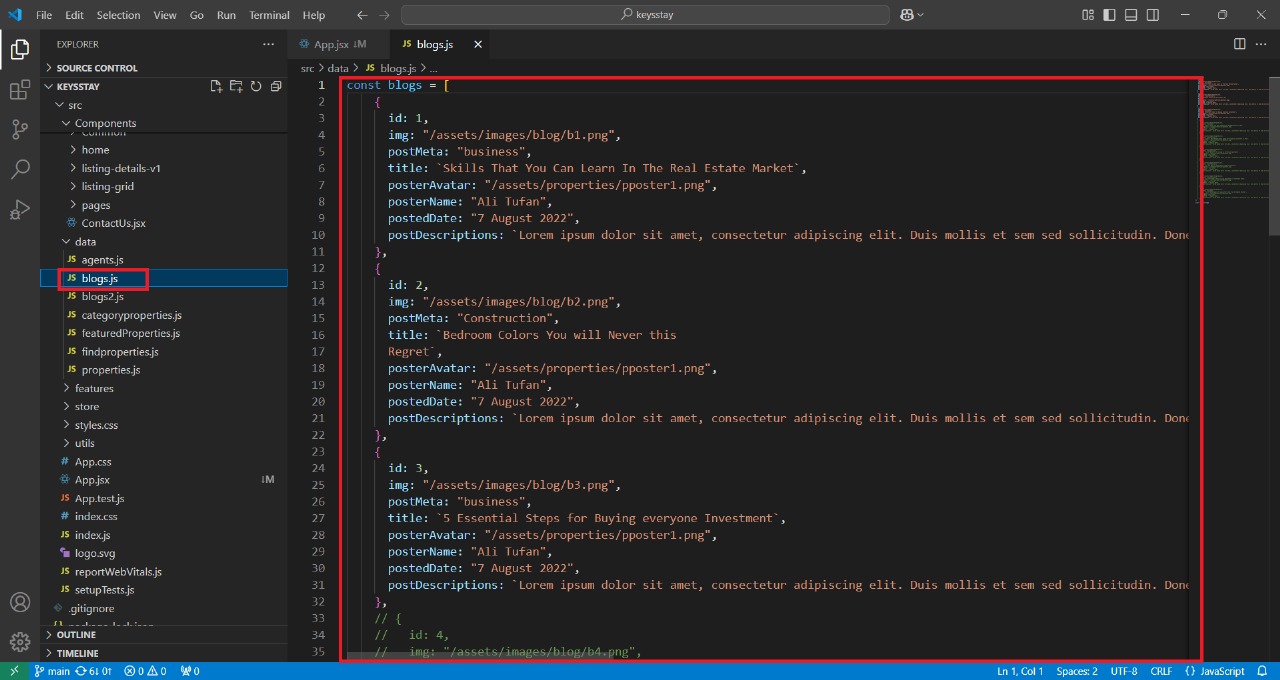 File Edit Selection View Go Run Terminal Help
keysstay
EXPLORER
SOURCE CONTROL
KEYSSTAY
src
Components
Common
home
listing-details-v1
listing-grid
pages
ContactUs.jsx
data
JS agents.js
JS blogs.js
JS blogs2.js
JS categoryproperties.js
JS featuredProperties.js
JS findproperties.js
JS properties.js
features
store
styles.css
utils
# App.css
App.jsx ↓M
JS App.test.js
# index.css
JS index.js
logo.svg
JS reportWebVitals.js
JS setupTests.js
.gitignore
OUTLINE
TIMELINE
App.jsx ↓M
JS blogs.js
src > data > JS blogs.js > ...
1 const blogs = [
2 {
3 id: 1,
4 img: "/assets/images/blog/b1.png",
5 postMeta: "business",
6 title: `Skills That You Can Learn In The Real Estate Market`,
7 posterAvatar: "/assets/properties/pposter1.png",
8 posterName: "Ali Tufan",
9 postedDate: "7 August 2022",
10 postDescriptions: `Lorem ipsum dolor sit amet, consectetur adipiscing elit. Duis mollis et sem sed sollicitudin. Done
11 },
12 {
13 id: 2,
14 img: "/assets/images/blog/b2.png",
15 postMeta: "Construction",
16 title: `Bedroom Colors You will Never this
17 Regret`,
18 posterAvatar: "/assets/properties/pposter1.png",
19 posterName: "Ali Tufan",
20 postedDate: "7 August 2022",
21 postDescriptions: `Lorem ipsum dolor sit amet, consectetur adipiscing elit. Duis mollis et sem sed sollicitudin. Done
22 },
23 {
24 id: 3,
25 img: "/assets/images/blog/b3.png",
26 postMeta: "business",
27 title: `5 Essential Steps for Buying everyone Investment`,
28 posterAvatar: "/assets/properties/pposter1.png",
29 posterName: "Ali Tufan",
30 postedDate: "7 August 2022",
31 postDescriptions: `Lorem ipsum dolor sit amet, consectetur adipiscing elit. Duis mollis et sem sed sollicitudin. Done
32 },
33 // {
34 // id: 4,
35 // img: "/assets/images/blog/b4.png",
main 6↓ 0↑ 0 0 0
Ln 1, Col 1 Spaces: 2 UTF-8 CRLF {} JavaScript